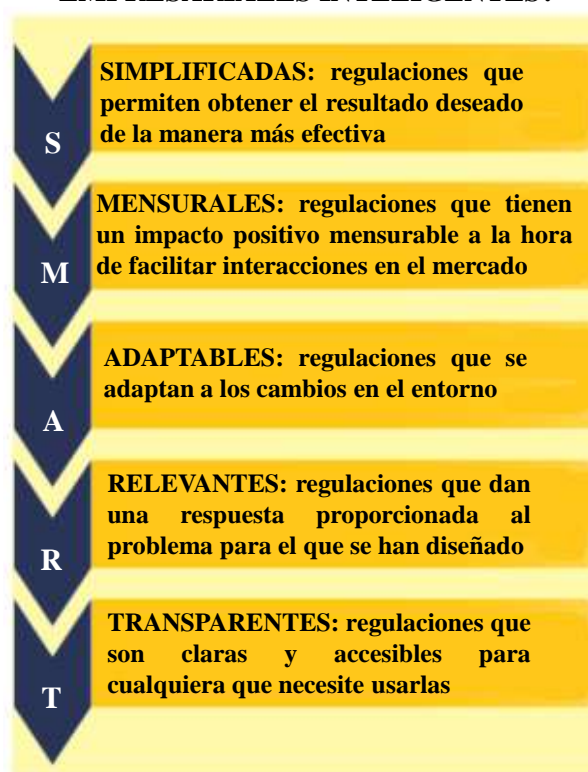 EMPRESARIALES INTELIGENTES:
S
SIMPLIFICADAS: regulaciones que
permiten obtener el resultado deseado
de la manera más efectiva
M
MENSURALES: regulaciones que tienen
un impacto positivo mensurable a la hora
de facilitar interacciones en el mercado
A
ADAPTABLES: regulaciones que se
adaptan a los cambios en el entorno
R
RELEVANTES: regulaciones que dan
una respuesta proporcionada al
problema para el que se han diseñado
T
TRANSPARENTES: regulaciones que
son claras y accesibles para
cualquiera que necesite usarlas